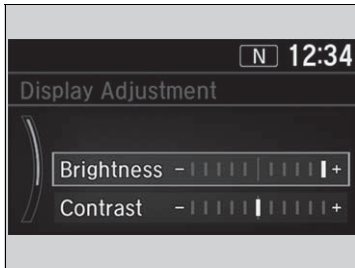 N 12:34
Display Adjustment
Brightness - +
Contrast - +